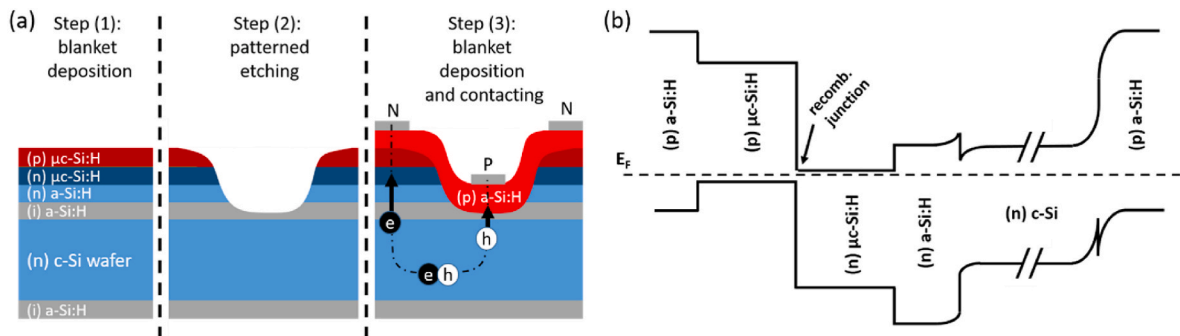 (a)
Step (1):
blanket
deposition
Step (2):
patterned
etching
Step (3):
blanket
deposition
and contacting
N
N
P
(p) µc-Si:H
(n) µc-Si:H
(n) a-Si:H
(i) a-Si:H
(n) c-Si wafer
(i) a-Si:H
(p) a-Si:H
e
h
e
h
(b)
(p) a-Si:H
(p) µc-Si:H
recomb.
junction
(p) a-Si:H
EF
(n) µc-Si:H
(n) a-Si:H
(n) c-Si